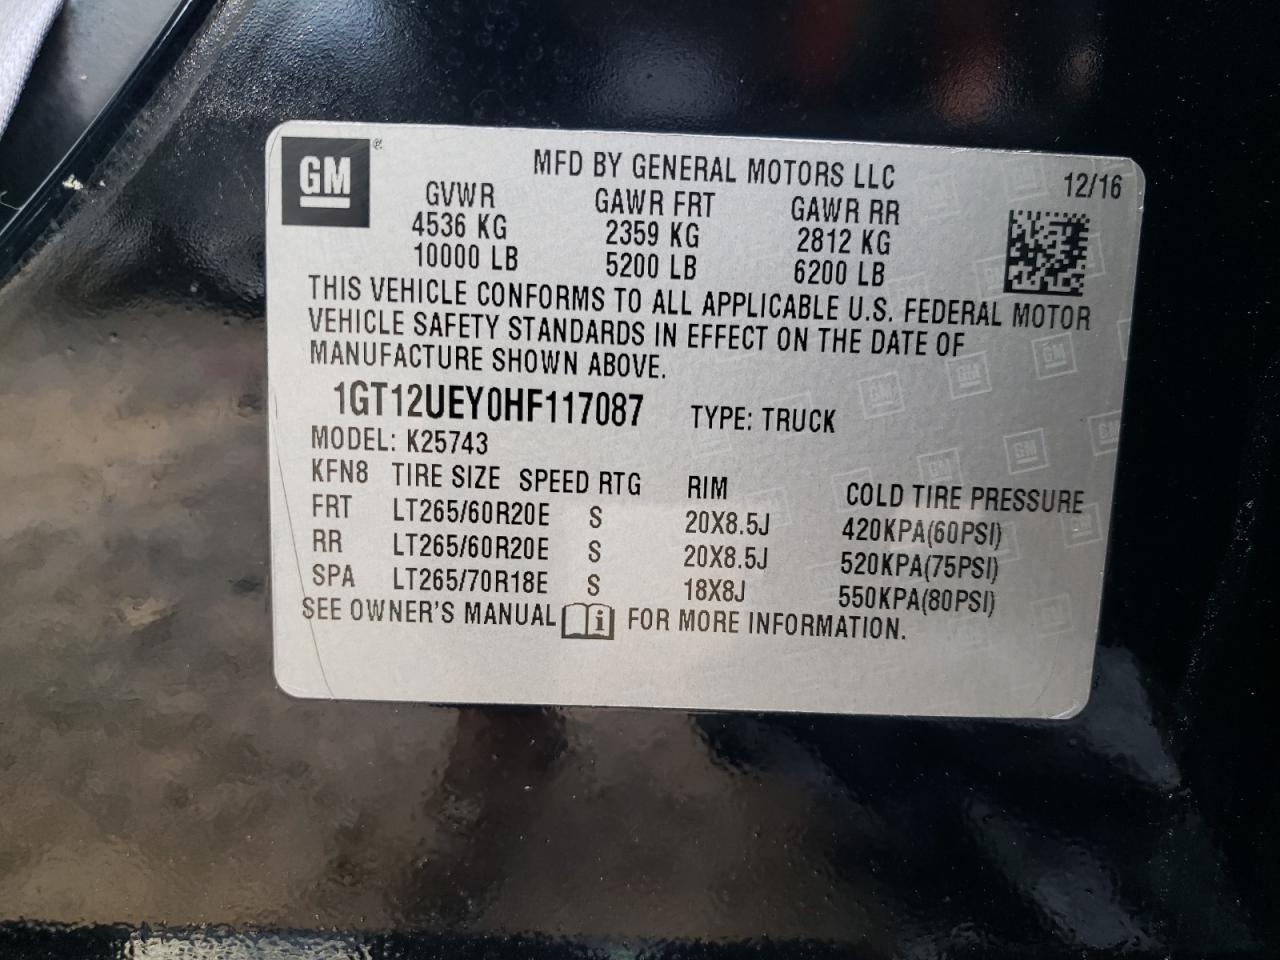 GM
MFD BY GENERAL MOTORS LLC
12/16
GVWR GAWR FRT GAWR RR
4536 KG 2359 KG 2812 KG
10000 LB 5200 LB 6200 LB
THIS VEHICLE CONFORMS TO ALL APPLICABLE U.S. FEDERAL MOTOR
VEHICLE SAFETY STANDARDS IN EFFECT ON THE DATE OF
MANUFACTURE SHOWN ABOVE.
1GT12UEY0HF117087 TYPE: TRUCK
MODEL: K25743
KFN8 TIRE SIZE SPEED RTG RIM COLD TIRE PRESSURE
FRT LT265/60R20E S 20X8.5J 420KPA(60PSI)
RR LT265/60R20E S 20X8.5J 520KPA(75PSI)
SPA LT265/70R18E S 18X8J 550KPA(80PSI)
SEE OWNER'S MANUAL i FOR MORE INFORMATION.